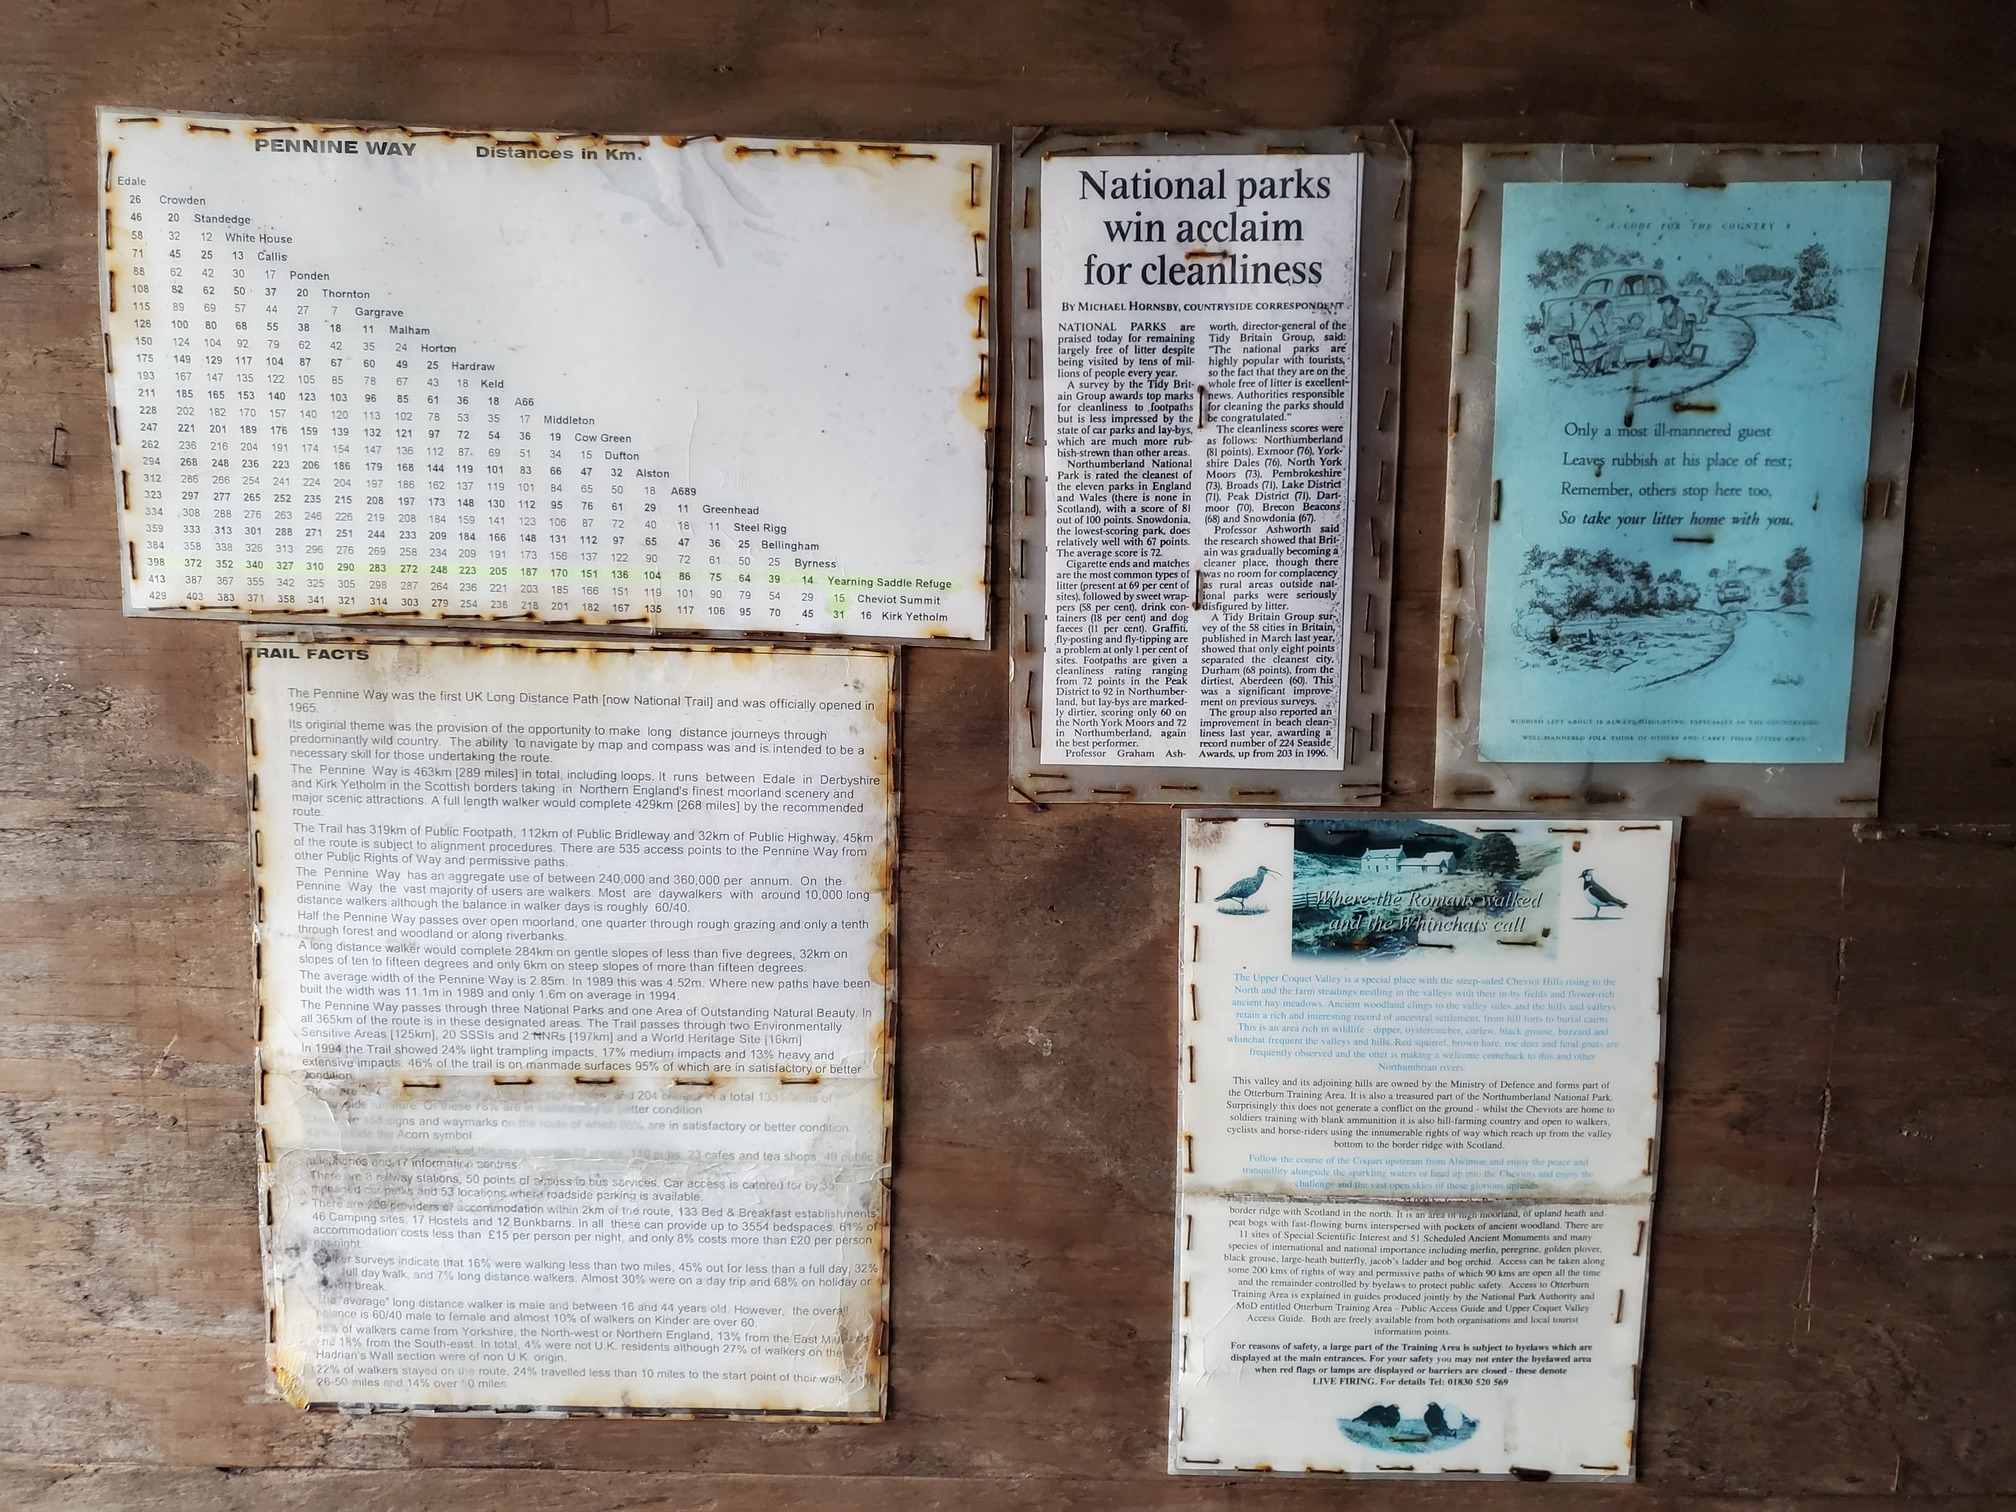 PENNINE WAY Distances in Km.
Edale
26 Crowden
46 20 Standedge
58 32 12 White House
71 45 25 13 Callis
88 62 42 30 17 Ponden
108 82 62 50 37 20 Thornton
115 89 69 57 44 27 7 Gargrave
126 100 80 68 55 38 18 11 Malham
150 124 104 92 79 62 42 35 24 Horton
175 149 129 117 104 87 67 60 49 25 Hardraw
193 167 147 135 122 105 85 78 67 43 18 Keld
211 185 165 153 140 123 103 96 85 61 36 18 A66
228 202 182 170 157 140 120 113 102 78 53 35 17 Middleton
247 221 201 189 176 159 139 132 121 97 72 54 36 19 Cow Green
262 236 216 204 191 174 154 147 136 112 87 69 51 34 15 Dufton
294 268 248 236 223 206 186 179 168 144 119 101 83 66 47 32 Alston
312 286 266 254 241 224 204 197 186 162 137 119 101 84 65 50 18 A689
323 297 277 265 252 235 215 208 197 173 148 130 112 95 76 61 29 11 Greenhead
334 308 288 276 263 246 226 219 208 184 159 141 123 106 87 72 40 18 11 Steel Rigg
359 333 313 301 288 271 251 244 233 209 184 166 148 131 112 97 65 47 36 25 Bellingham
384 358 338 326 313 296 276 269 258 234 209 191 173 156 137 122 90 72 61 50 25 Byrness
398 372 352 340 327 310 290 283 272 248 223 205 187 170 151 136 104 86 75 64 39 14 Yearning Saddle Refuge
413 387 367 355 342 325 305 298 287 264 236 221 203 185 166 151 119 101 90 79 54 29 15 Cheviot Summit
429 403 383 371 358 341 321 314 303 279 254 236 218 201 182 167 135 117 106 95 70 45 31 16 Kirk Yetholm
TRAIL FACTS
The Pennine Way was the first UK Long Distance Path [now National Trail] and was officially opened in
1965.
Its original theme was the provision of the opportunity to make long distance journeys through
predominantly wild country. The ability to navigate by map and compass was and is intended to be a
necessary skill for those undertaking the route.
The Pennine Way is 463km [289 miles] in total, including loops. It runs between Edale in Derbyshire
and Kirk Yetholm in the Scottish borders taking in Northern England's finest moorland scenery and
major scenic attractions. A full length walker would complete 429km [268 miles] by the recommended
route.
The Trail has 319km of Public Footpath, 112km of Public Bridleway and 32km of Public Highway. 45km
of the route is subject to alignment procedures. There are 535 access points to the Pennine Way from
other Public Rights of Way and permissive paths.
The Pennine Way has an aggregate use of between 240,000 and 360,000 per annum. On the
Pennine Way the vast majority of users are walkers. Most are daywalkers with around 10,000 long
distance walkers although the balance in walker days is roughly 60/40.
Half the Pennine Way passes over open moorland, one quarter through rough grazing and only a tenth
through forest and woodland or along riverbanks.
A long distance walker would complete 284km on gentle slopes of less than five degrees, 32km on
slopes of ten to fifteen degrees and only 6km on steep slopes of more than fifteen degrees.
The average width of the Pennine Way is 2.85m. In 1989 this was 4.52m. Where new paths have been
built the width was 11.1m in 1989 and only 1.6m on average in 1994.
The Pennine Way passes through three National Parks and one Area of Outstanding Natural Beauty. In
all 365km of the route is in these designated areas. The Trail passes through two Environmentally
Sensitive Areas [125km], 20 SSSIs and 2 NNRs [197km] and a World Heritage Site [16km]
In 1994 the Trail showed 24% light trampling impacts, 17% medium impacts and 13% heavy and
extensive impacts. 46% of the trail is on manmade surfaces 95% of which are in satisfactory or better
condition.
and 204 in a total of
Of these 78% are in satisfactory or better condition
458 signs and waymarks on the route of which 95% are in satisfactory or better condition
include the Acorn symbol.
110 pubs, 23 cafes and tea shops, 49 public
telephones and 17 information centres.
There are railway stations, 50 points of access to bus services. Car access is catered for by 35
managed car parks and 53 locations where roadside parking is available.
There are providers of accommodation within 2km of the route, 133 Bed & Breakfast establishments,
46 Camping sites, 17 Hostels and 12 Bunkbarns. In all these can provide up to 3554 bedspaces. 61% of
accommodation costs less than £15 per person per night, and only 8% costs more than £20 per person
night.
surveys indicate that 16% were walking less than two miles, 45% out for less than a full day, 32%
full day walk, and 7% long distance walkers. Almost 30% were on a day trip and 68% on holiday or
break.
The "average" long distance walker is male and between 16 and 44 years old. However, the overall
balance is 60/40 male to female and almost 10% of walkers on Kinder are over 60.
of walkers came from Yorkshire, the North-west or Northern England, 13% from the East
and 18% from the South-east. In total, 4% were not U.K. residents although 27% of walkers on the
Hadrian's Wall section were of non U.K. origin.
22% of walkers stayed on the route, 24% travelled less than 10 miles to the start point of their walk,
26-50 miles and 14% over 50 miles.
National parks
win acclaim
for cleanliness
BY MICHAEL HORNSBY, COUNTRYSIDE CORRESPONDENT
NATIONAL PARKS are
praised today for remaining
largely free of litter despite
being visited by tens of mil-
lions of people every year.
A survey by the Tidy Brit-
ain Group awards top marks
for cleanliness to footpaths
but is less impressed by the
state of car parks and lay-bys,
which are much more rub-
bish-strewn than other areas.
Northumberland National
Park is rated the cleanest of
the eleven parks in England
and Wales (there is none in
Scotland), with a score of 81
out of 100 points. Snowdonia,
the lowest-scoring park, does
relatively well with 67 points.
The average score is 72.
Cigarette ends and matches
are the most common types of
litter (present at 69 per cent of
sites), followed by sweet wrap-
pers (58 per cent), drink con-
tainers (18 per cent) and dog
faeces (11 per cent). Graffiti,
fly-posting and fly-tipping are
a problem at only 1 per cent of
sites. Footpaths are given a
cleanliness rating ranging
from 72 points in the Peak
District to 92 in Northumber-
land, but lay-bys are marked-
ly dirtier, scoring only 60 on
the North York Moors and 72
in Northumberland, again
the best performer.
Professor Graham Ash-
worth, director-general of the
Tidy Britain Group, said:
"The national parks are
highly popular with tourists,
so the fact that they are on the
whole free of litter is excellent
news. Authorities responsible
for cleaning the parks should
be congratulated."
The cleanliness scores were
as follows: Northumberland
(81 points), Exmoor (76), York-
shire Dales (76), North York
Moors (73), Pembrokeshire
(73), Broads (71), Lake District
(71), Peak District (71), Dart-
moor (70), Brecon Beacons
(68) and Snowdonia (67).
Professor Ashworth said
the research showed that Brit-
ain was gradually becoming a
cleaner place, though there
was no room for complacency
as rural areas outside nat-
ional parks were seriously
disfigured by litter.
A Tidy Britain Group sur-
vey of the 58 cities in Britain,
published in March last year,
showed that only eight points
separated the cleanest city,
Durham (68 points), from the
dirtiest, Aberdeen (60). This
was a significant improve-
ment on previous surveys.
The group also reported an
improvement in beach clean-
liness last year, awarding a
record number of 224 Seaside
Awards, up from 203 in 1996.
A CODE FOR THE COUNTRY 8
Only a most ill-mannered guest
Leaves rubbish at his place of rest;
Remember, others stop here too,
So take your litter home with you.
RUBBISH LEFT ABOUT IS ALWAYS DISGUSTING, ESPECIALLY IN THE COUNTRYSIDE.
WELL-MANNERED FOLK THINK OF OTHERS AND CARRY THEIR LITTER AWAY.
Where the Romans walked
and the Whinchats call
The Upper Coquet Valley is a special place with the steep-sided Cheviot Hills rising to the
North and the farm steadings nestling in the valleys with their in-by fields and flower-rich
ancient hay meadows. Ancient woodland clings to the valley sides and the hills and valleys
retain a rich and interesting record of ancestral settlement, from hill forts to burial cairns.
This is an area rich in wildlife - dipper, oystercatcher, curlew, black grouse, buzzard and
whinchat frequent the valleys and hills. Red squirrel, brown hare, roe deer and feral goats are
frequently observed and the otter is making a welcome comeback to this and other
Northumbrian rivers.
This valley and its adjoining hills are owned by the Ministry of Defence and forms part of
the Otterburn Training Area. It is also a treasured part of the Northumberland National Park.
Surprisingly this does not generate a conflict on the ground - whilst the Cheviots are home to
soldiers training with blank ammunition it is also hill-farming country and open to walkers,
cyclists and horse-riders using the innumerable rights of way which reach up from the valley
bottom to the border ridge with Scotland.
Follow the course of the Coquet upstream from Alwinton and enjoy the peace and
tranquillity alongside the sparkling waters or head up into the Cheviots and enjoy the
challenge and the vast open skies of these glorious uplands.
The Otterburn Training
border ridge with Scotland in the north. It is an area of high moorland, of upland heath and
peat bogs with fast-flowing burns interspersed with pockets of ancient woodland. There are
11 sites of Special Scientific Interest and 51 Scheduled Ancient Monuments and many
species of international and national importance including merlin, peregrine, golden plover,
black grouse, large-heath butterfly, jacob's ladder and bog orchid. Access can be taken along
some 200 kms of rights of way and permissive paths of which 90 kms are open all the time
and the remainder controlled by byelaws to protect public safety. Access to Otterburn
Training Area is explained in guides produced jointly by the National Park Authority and
MoD entitled Otterburn Training Area - Public Access Guide and Upper Coquet Valley
Access Guide. Both are freely available from both organisations and local tourist
information points.
For reasons of safety, a large part of the Training Area is subject to byelaws which are
displayed at the main entrances. For your safety you may not enter the byelawed area
when red flags or lamps are displayed or barriers are closed - these denote
LIVE FIRING. For details Tel: 01830 520 569